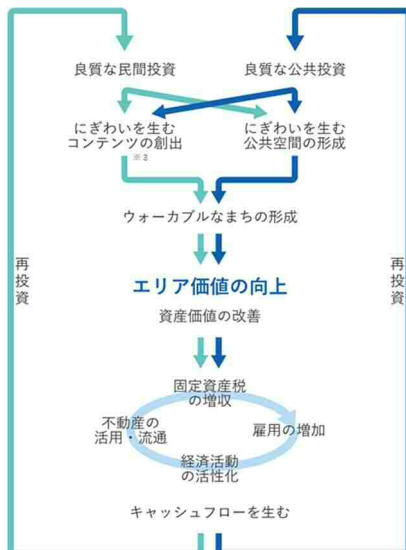 良質な民間投資
良質な公共投資
にぎわいを生む
コンテンツの創出
※2
にぎわいを生む
公共空間の形成
ウォーカブルなまちの形成
再投資
再投資
エリア価値の向上
資産価値の改善
固定資産税
の増収
不動産の
活用・流通
雇用の増加
経済活動
の活性化
キャッシュフローを生む